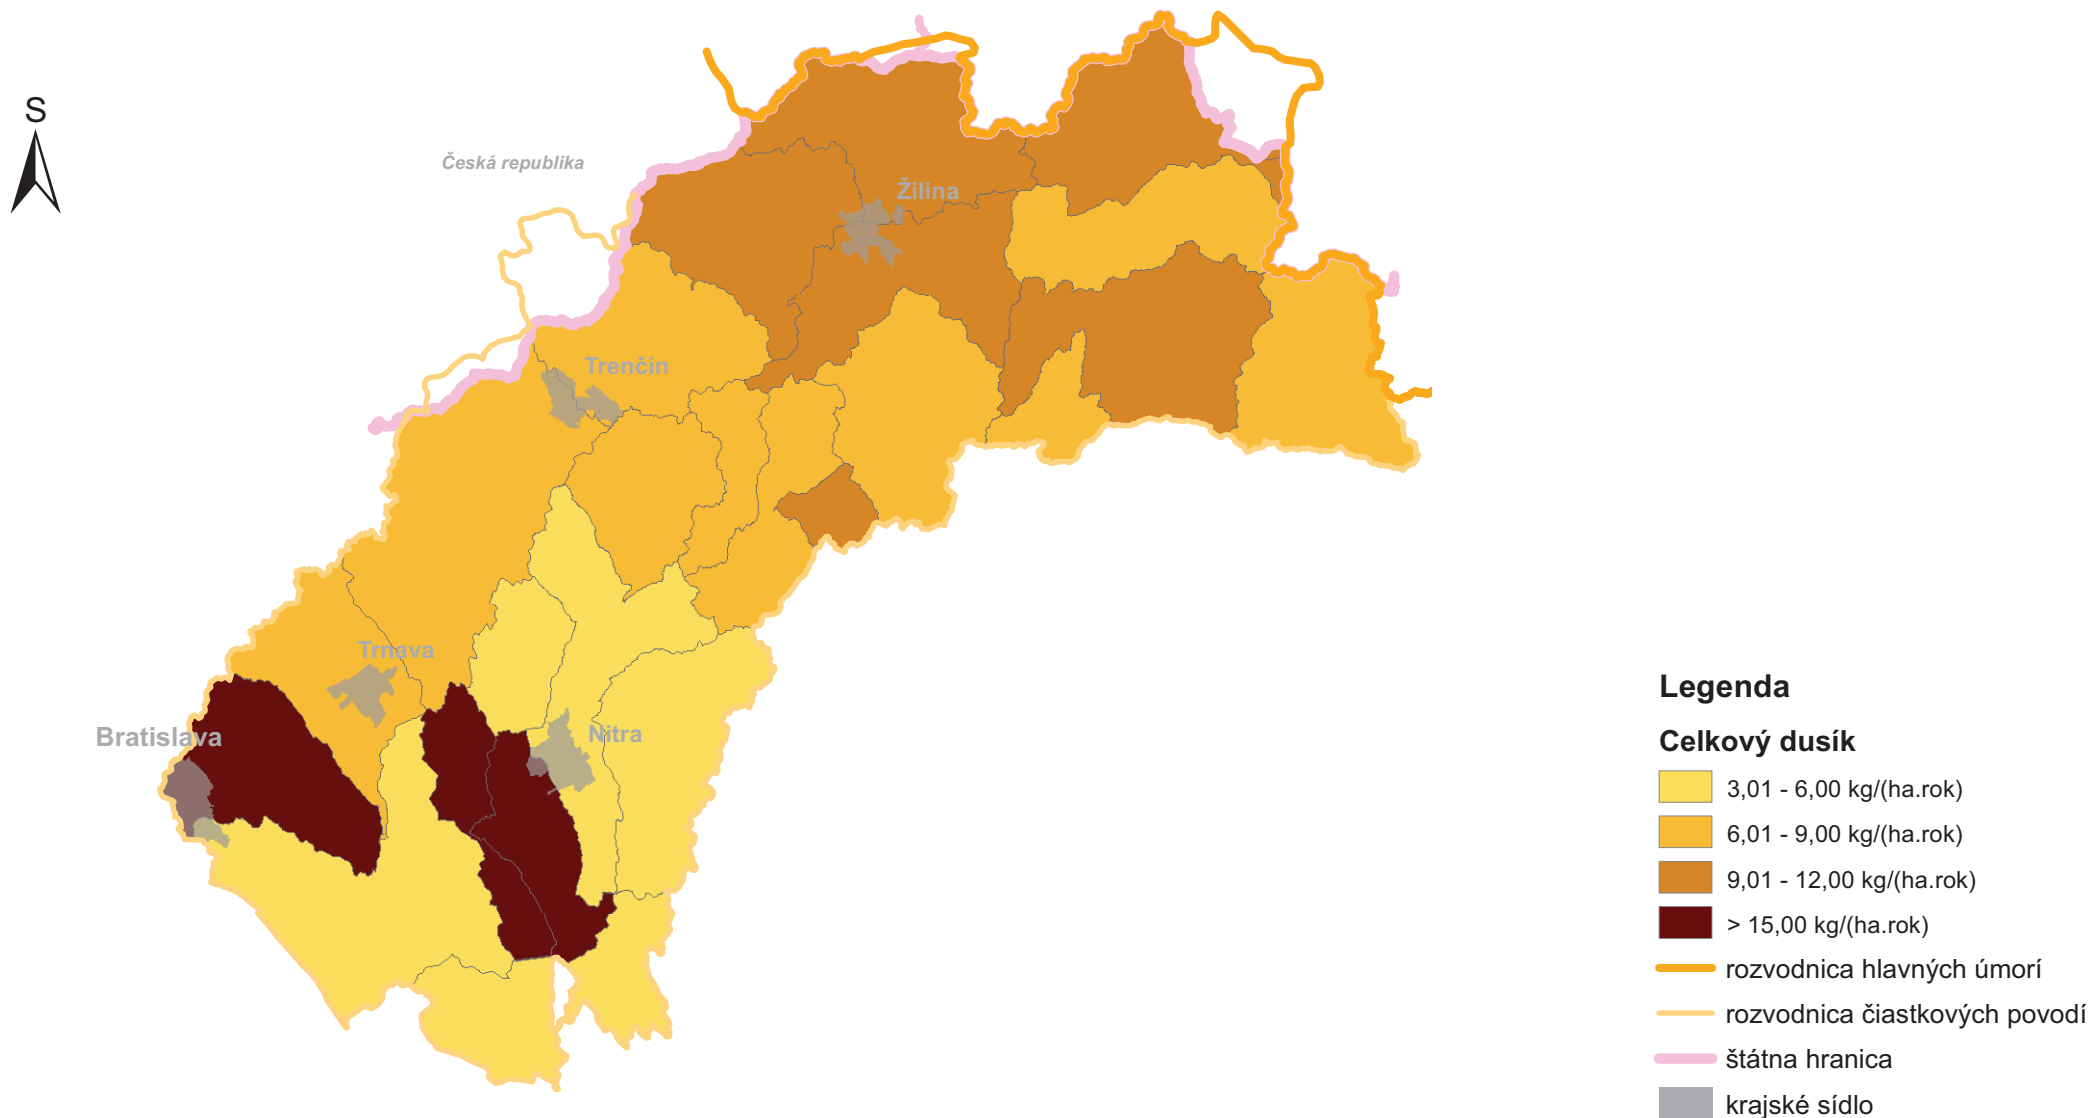 S
Česká republika
Žilina
Trenčín
Trnava
Bratislava
Nitra
Legenda
Celkový dusík
3,01 - 6,00 kg/(ha.rok)
6,01 - 9,00 kg/(ha.rok)
9,01 - 12,00 kg/(ha.rok)
> 15,00 kg/(ha.rok)
rozvodnica hlavných úmorí
rozvodnica čiastkových povodí
štátna hranica
krajské sídlo